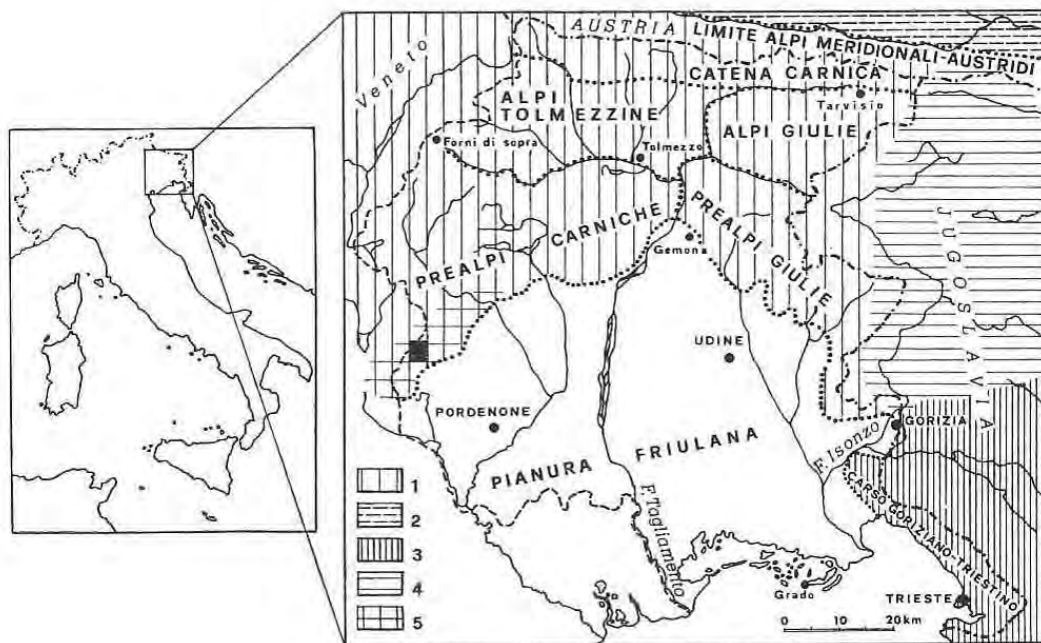 AUSTRIA
LIMITE ALPI MERIDIONALI-AUSTRIDI
Veneto
CATENA CARNICA
Tarvisio
ALPI
TOLMEZZINE
ALPI GIULIE
Forni di sopra
Tolmezzo
PREALPI CARNICHE
PREALPI GIULIE
Gemona
JUGOSLAVIA
UDINE
PORDENONE
GORIZIA
F. Isonzo
PIANURA FRIULANA
CARSO GORIZIANO-TRIESTINO
F. Tagliamento
1
2
3
4
5
Grado
TRIESTE
0 10 20km